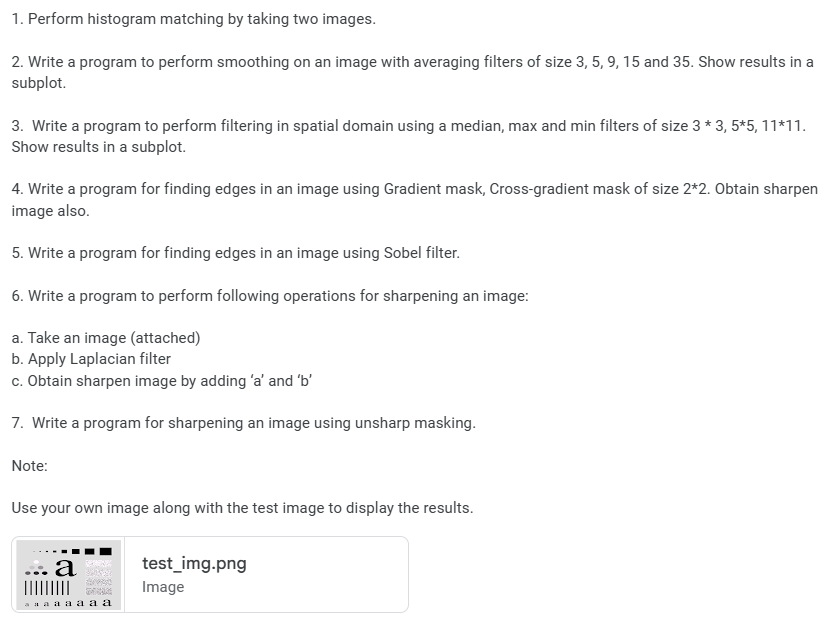 1. Perform histogram matching by taking two images.
2. Write a program to perform smoothing on an image with averaging filters of size 3, 5, 9, 15 and 35. Show results in a
subplot.
3.  Write a program to perform filtering in spatial domain using a median, max and min filters of size 3 * 3, 5*5, 11*11.
Show results in a subplot.
4. Write a program for finding edges in an image using Gradient mask, Cross-gradient mask of size 2*2. Obtain sharpen
image also.
5. Write a program for finding edges in an image using Sobel filter.
6. Write a program to perform following operations for sharpening an image:
a. Take an image (attached)
b. Apply Laplacian filter
c. Obtain sharpen image by adding ‘a’ and ‘b’
7.  Write a program for sharpening an image using unsharp masking.
Note:
Use your own image along with the test image to display the results.
a
a a a a a a a a
test_img.png
Image